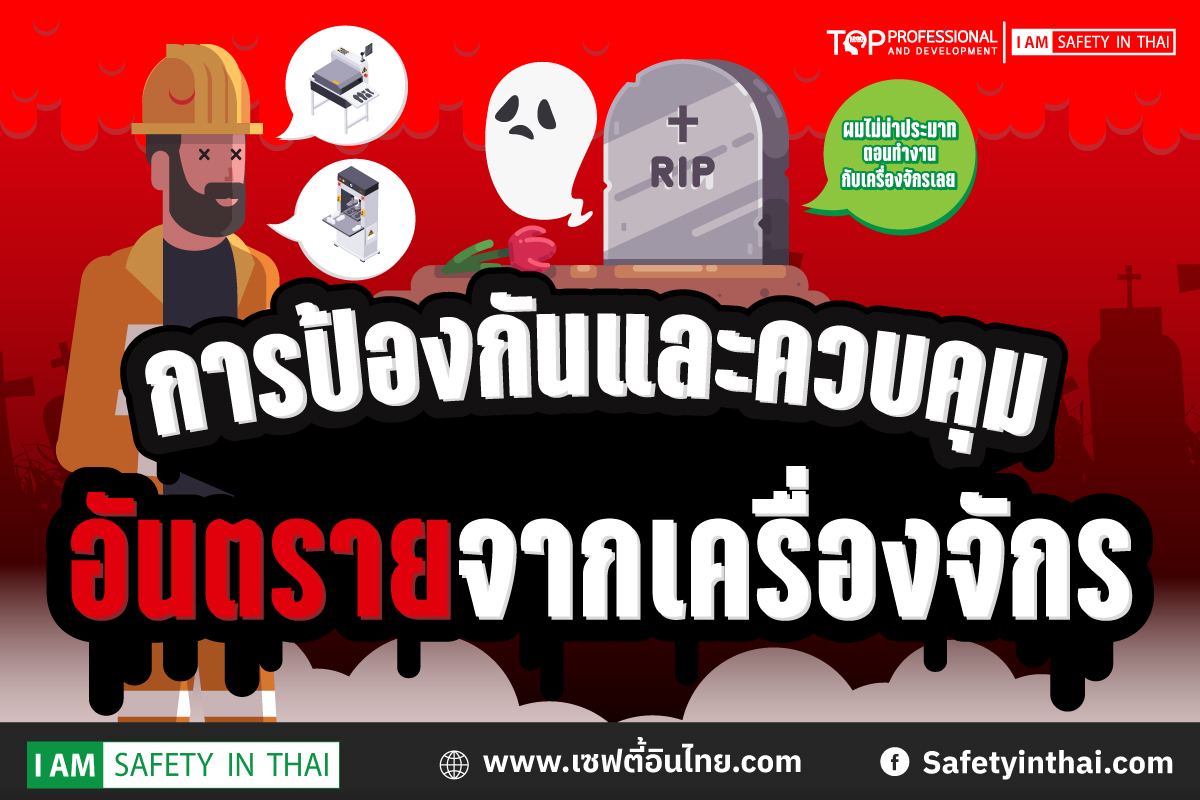 TOP PROFESSIONAL
AND DEVELOPMENT
I AM SAFETY IN THAI
ผมไม่น่าประมาท
ตอนทำงาน
กับเครื่องจักรเลย
RIP
การป้องกันและควบคุม
อันตรายจากเครื่องจักร
I AM SAFETY IN THAI
www.เซฟตี้อินไทย.com
Safetyinthai.com